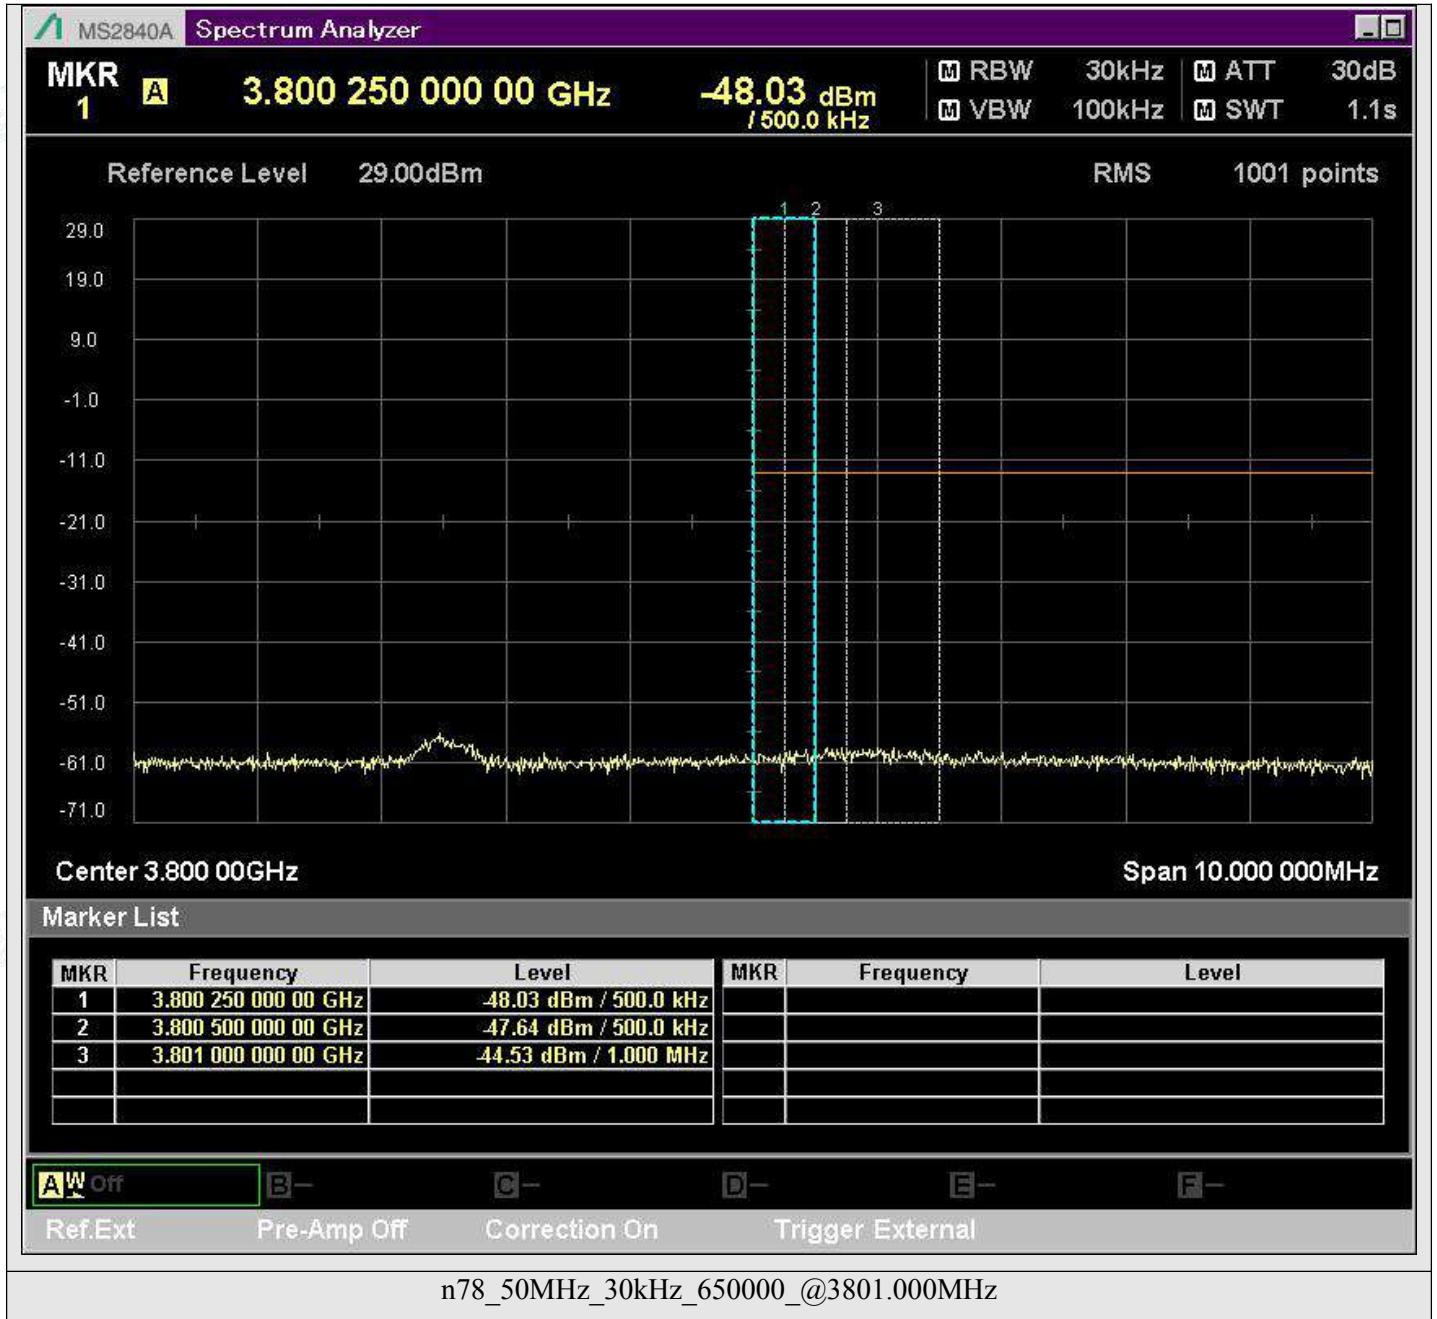 MS2840A Spectrum Analyzer
MKR 1 A 3.800 250 000 00 GHz -48.03 dBm / 500.0 kHz
M RBW 30kHz M ATT 30dB
M VBW 100kHz M SWT 1.1s
Reference Level 29.00dBm RMS 1001 points
1 2 3
29.0
19.0
9.0
-1.0
-11.0
-21.0
-31.0
-41.0
-51.0
-61.0
-71.0
Center 3.800 00GHz Span 10.000 000MHz
Marker List
MKR Frequency Level MKR Frequency Level
1 3.800 250 000 00 GHz -48.03 dBm / 500.0 kHz
2 3.800 500 000 00 GHz -47.64 dBm / 500.0 kHz
3 3.801 000 000 00 GHz -44.53 dBm / 1.000 MHz
A W Off B – C – D – E – F –
Ref.Ext Pre-Amp Off Correction On Trigger External
n78_50MHz_30kHz_650000_@3801.000MHz